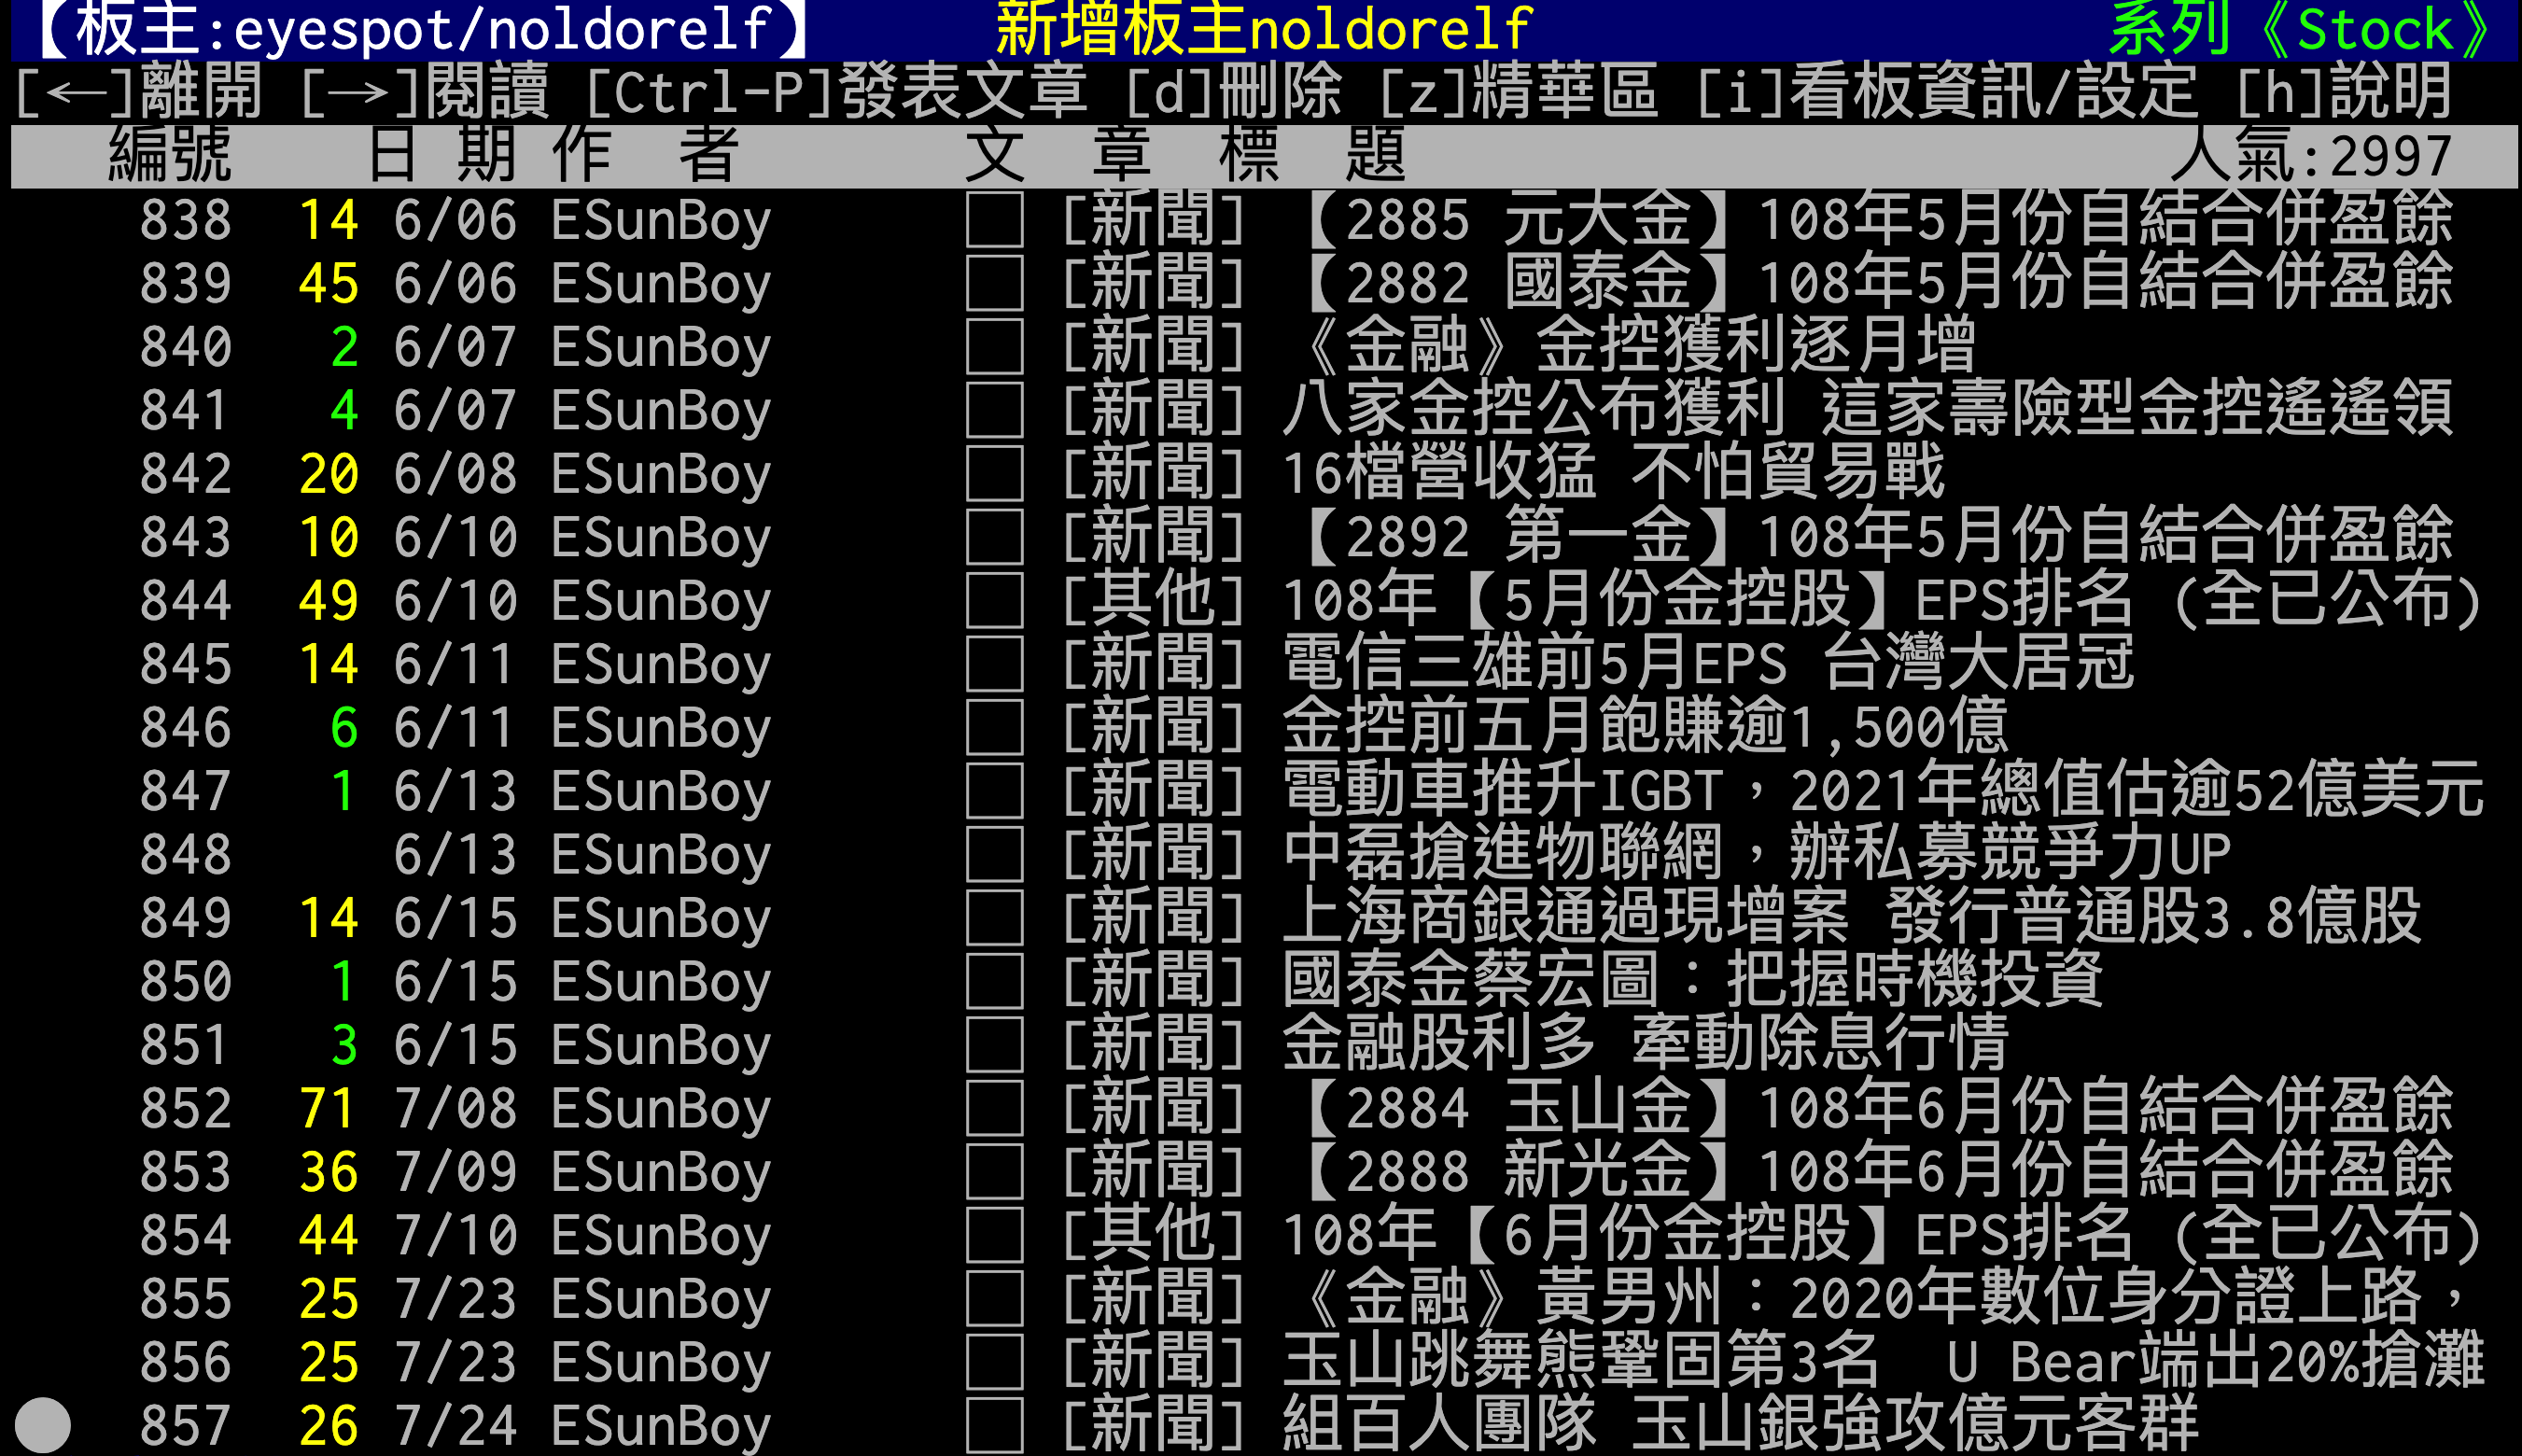 【板主:eyespot/noldorelf】 新增板主noldorelf 系列《Stock》
[←]離開 [→]閱讀 [Ctrl-P]發表文章 [d]刪除 [z]精華區 [i]看板資訊/設定 [h]說明
編號 日 期 作 者 文 章 標 題 人氣:2997
838 14 6/06 ESunBoy □ [新聞] 【2885 元大金】108年5月份自結合併盈餘
839 45 6/06 ESunBoy □ [新聞] 【2882 國泰金】108年5月份自結合併盈餘
840 2 6/07 ESunBoy □ [新聞] 《金融》金控獲利逐月增
841 4 6/07 ESunBoy □ [新聞] 八家金控公布獲利 這家壽險型金控遙遙領
842 20 6/08 ESunBoy □ [新聞] 16檔營收猛 不怕貿易戰
843 10 6/10 ESunBoy □ [新聞] 【2892 第一金】108年5月份自結合併盈餘
844 49 6/10 ESunBoy □ [其他] 108年【5月份金控股】EPS排名 (全已公布)
845 14 6/11 ESunBoy □ [新聞] 電信三雄前5月EPS 台灣大居冠
846 6 6/11 ESunBoy □ [新聞] 金控前五月飽賺逾1,500億
847 1 6/13 ESunBoy □ [新聞] 電動車推升IGBT，2021年總值估逾52億美元
848 6/13 ESunBoy □ [新聞] 中磊搶進物聯網，辦私募競爭力UP
849 14 6/15 ESunBoy □ [新聞] 上海商銀通過現增案 發行普通股3.8億股
850 1 6/15 ESunBoy □ [新聞] 國泰金蔡宏圖：把握時機投資
851 3 6/15 ESunBoy □ [新聞] 金融股利多 牽動除息行情
852 71 7/08 ESunBoy □ [新聞] 【2884 玉山金】108年6月份自結合併盈餘
853 36 7/09 ESunBoy □ [新聞] 【2888 新光金】108年6月份自結合併盈餘
854 44 7/10 ESunBoy □ [其他] 108年【6月份金控股】EPS排名 (全已公布)
855 25 7/23 ESunBoy □ [新聞] 《金融》黃男州：2020年數位身分證上路，
856 25 7/23 ESunBoy □ [新聞] 玉山跳舞熊鞏固第3名 U Bear端出20%搶灘
● 857 26 7/24 ESunBoy □ [新聞] 組百人團隊 玉山銀強攻億元客群